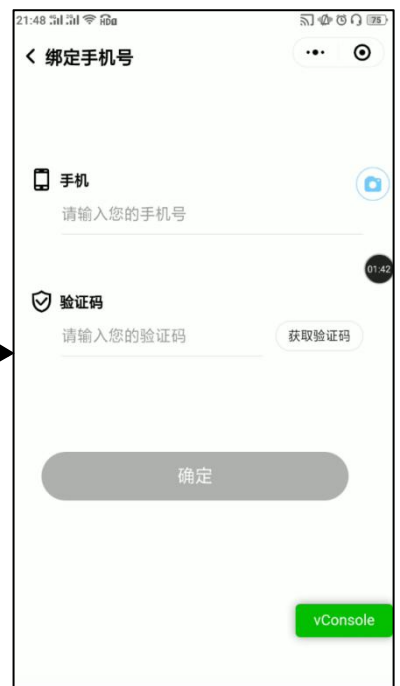 21:48 HD 75
绑定手机号
手机
请输入您的手机号
01:42
验证码
请输入您的验证码 获取验证码
确定
vConsole